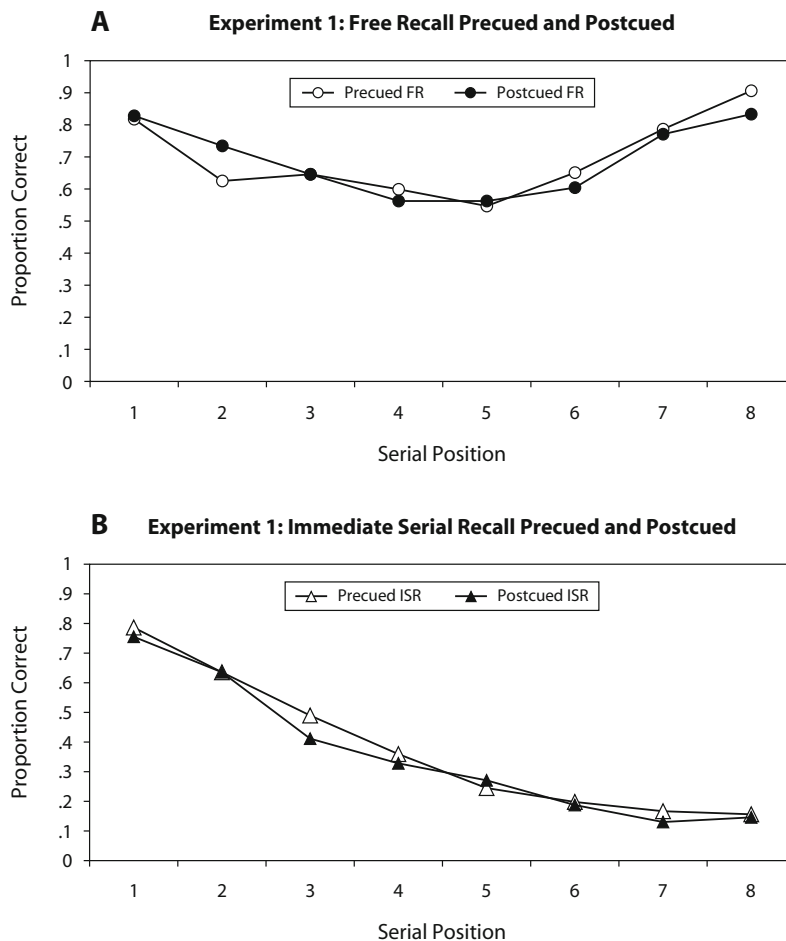 A Experiment 1: Free Recall Precued and Postcued
1
Precued FR Postcued FR
.9
.8
.7
.6
.5
.4
.3
.2
.1
0
Proportion Correct
1 2 3 4 5 6 7 8
Serial Position
B Experiment 1: Immediate Serial Recall Precued and Postcued
1
.9
Precued ISR Postcued ISR
.8
.7
.6
.5
.4
.3
.2
.1
0
Proportion Correct
1 2 3 4 5 6 7 8
Serial Position